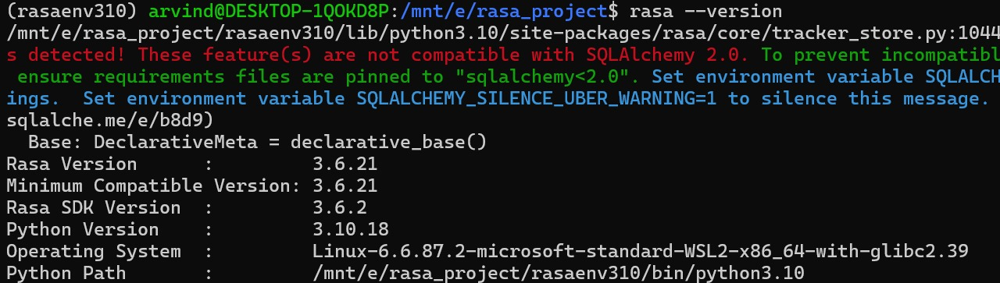 (rasaenv310) arvind@DESKTOP-1QOKD8P:/mnt/e/rasa_project$ rasa --version
/mnt/e/rasa_project/rasaenv310/lib/python3.10/site-packages/rasa/core/tracker_store.py:1044
s detected! These feature(s) are not compatible with SQLAlchemy 2.0. To prevent incompatibl
ensure requirements files are pinned to "sqlalchemy<2.0". Set environment variable SQLALCH
ings.  Set environment variable SQLALCHEMY_SILENCE_UBER_WARNING=1 to silence this message.
sqlalche.me/e/b8d9)
  Base: DeclarativeMeta = declarative_base()
Rasa Version      :         3.6.21
Minimum Compatible Version: 3.6.21
Rasa SDK Version  :         3.6.2
Python Version    :         3.10.18
Operating System  :         Linux-6.6.87.2-microsoft-standard-WSL2-x86_64-with-glibc2.39
Python Path       :         /mnt/e/rasa_project/rasaenv310/bin/python3.10